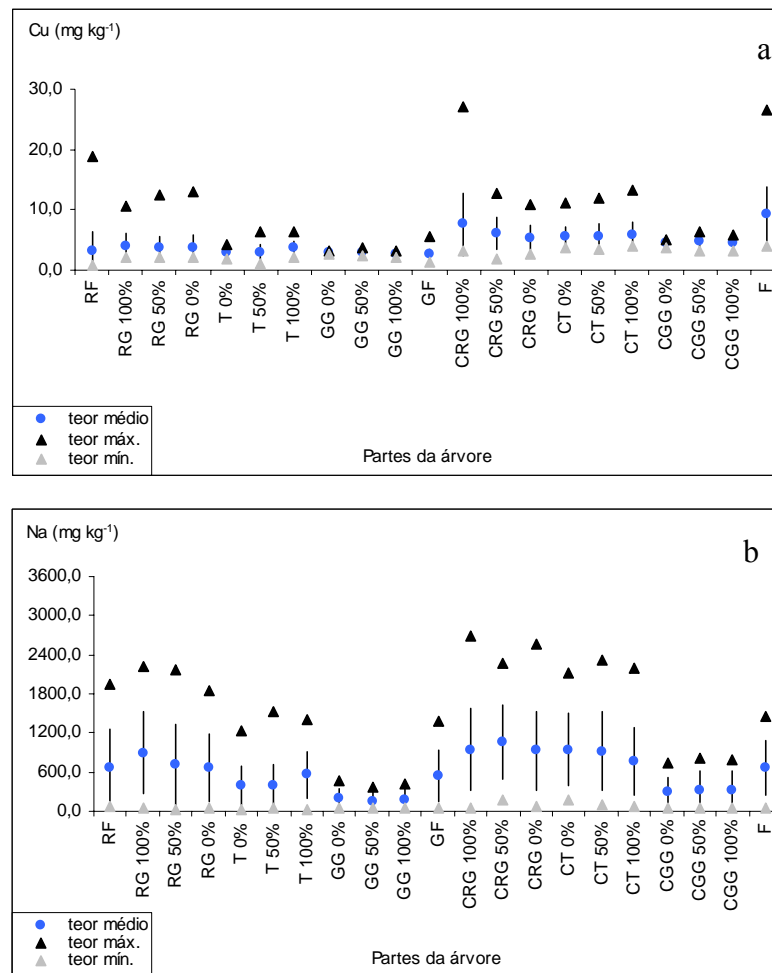 Cu (mg kg⁻¹)
a
30,0
20,0
10,0
0,0
RF
RG 100%
RG 50%
RG 0%
T 0%
T 50%
T 100%
GG 0%
GG 50%
GG 100%
GF
CRG 100%
CRG 50%
CRG 0%
CT 0%
CT 50%
CT 100%
CGG 0%
CGG 50%
CGG 100%
F
teor médio
teor máx.
teor mín.
Partes da árvore
Na (mg kg⁻¹)
b
3600,0
3000,0
2400,0
1800,0
1200,0
600,0
0,0
RF
RG 100%
RG 50%
RG 0%
T 0%
T 50%
T 100%
GG 0%
GG 50%
GG 100%
GF
CRG 100%
CRG 50%
CRG 0%
CT 0%
CT 50%
CT 100%
CGG 0%
CGG 50%
CGG 100%
F
teor médio
teor máx.
teor mín.
Partes da árvore